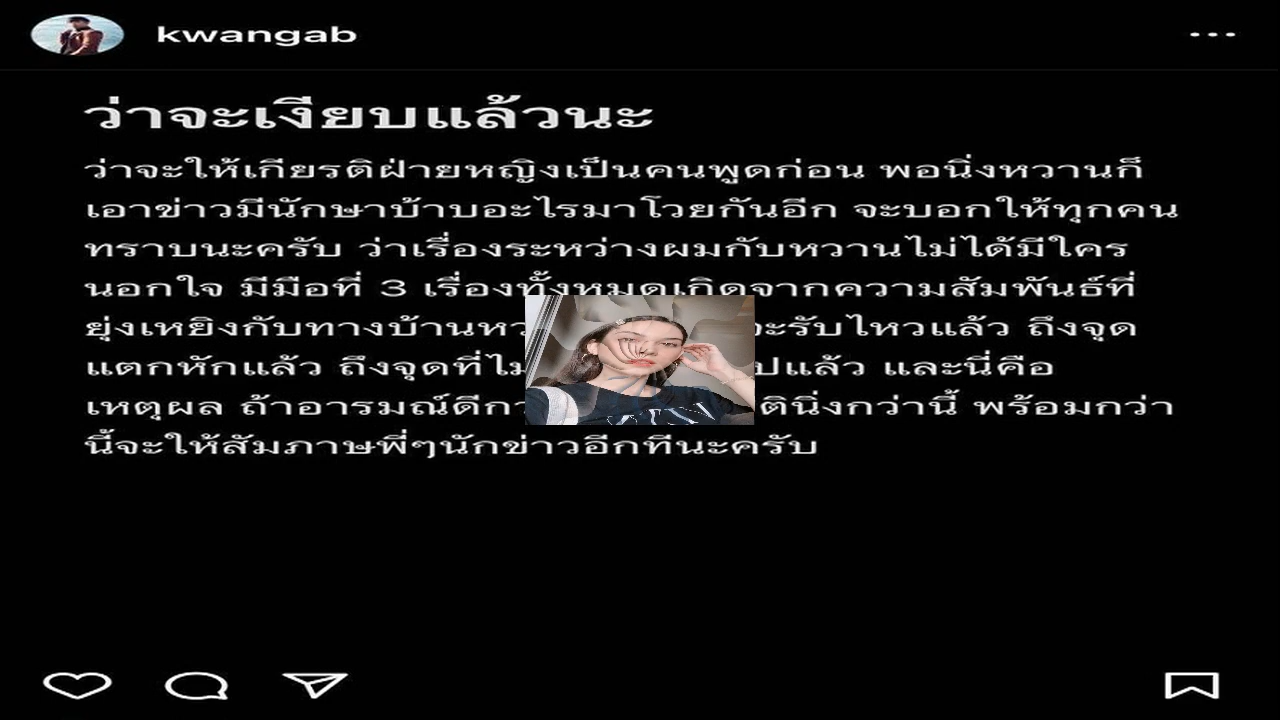 kwangab
ว่าจะเงียบแล้วนะ
ว่าจะให้เกียรติฝ่ายหญิงเป็นคนพูดก่อน พอนิ่งหวานก็
เอาข่าวมีนักษาบ้าบอะไรมาโวยกันอีก จะบอกให้ทุกคน
ทราบนะครับ ว่าเรื่องระหว่างผมกับหวานไม่ได้มีใคร
นอกใจ มีมือที่ 3 เรื่องทั้งหมดเกิดจากความสัมพันธ์ที่
ยุ่งเหยิงกับทางบ้าน จะรับไหวแล้ว ถึงจุด
แตกหักแล้ว ถึงจุดที่ แล้ว และนี่คือ
เหตุผล ถ้าอารมณ์ดี นิ่งกว่านี้ พร้อมกว่า
นี้จะให้สัมภาษพี่ๆนักข่าวอีกทีนะครับ